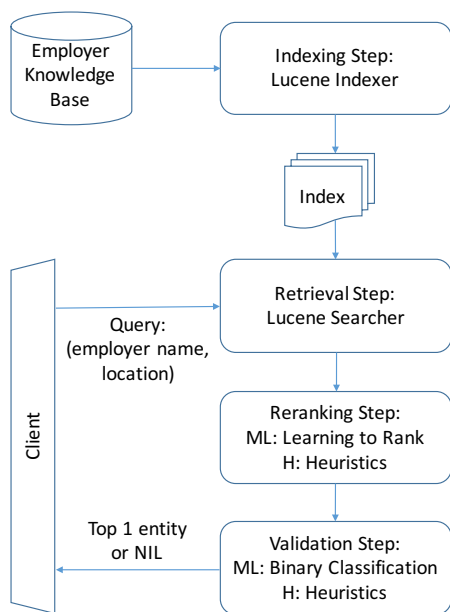 Employer
Knowledge
Base
Indexing Step:
Lucene Indexer
Index
Retrieval Step:
Lucene Searcher
Query:
(employer name,
location)
Client
Reranking Step:
ML: Learning to Rank
H: Heuristics
Top 1 entity
or NIL
Validation Step:
ML: Binary Classification
H: Heuristics